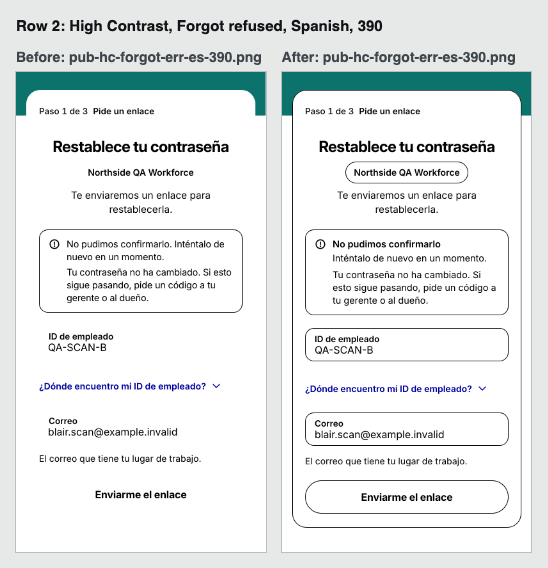 Row 2: High Contrast, Forgot refused, Spanish, 390
Before: pub-hc-forgot-err-es-390.png
Paso 1 de 3 Pide un enlace
Restablece tu contraseña
Northside QA Workforce
Te enviaremos un enlace para
restablecerla.
No pudimos confirmarlo. Inténtalo de
nuevo en un momento.
Tu contraseña no ha cambiado. Si esto
sigue pasando, pide un código a tu
gerente o al dueño.
ID de empleado
QA-SCAN-B
¿Dónde encuentro mi ID de empleado?
Correo
blair.scan@example.invalid
El correo que tiene tu lugar de trabajo.
Enviarme el enlace
After: pub-hc-forgot-err-es-390.png
Paso 1 de 3 Pide un enlace
Restablece tu contraseña
Northside QA Workforce
Te enviaremos un enlace para
restablecerla.
No pudimos confirmarlo
Inténtalo de nuevo en un momento.
Tu contraseña no ha cambiado. Si
esto sigue pasando, pide un código a
tu gerente o al dueño.
ID de empleado
QA-SCAN-B
¿Dónde encuentro mi ID de empleado?
Correo
blair.scan@example.invalid
El correo que tiene tu lugar de trabajo.
Enviarme el enlace